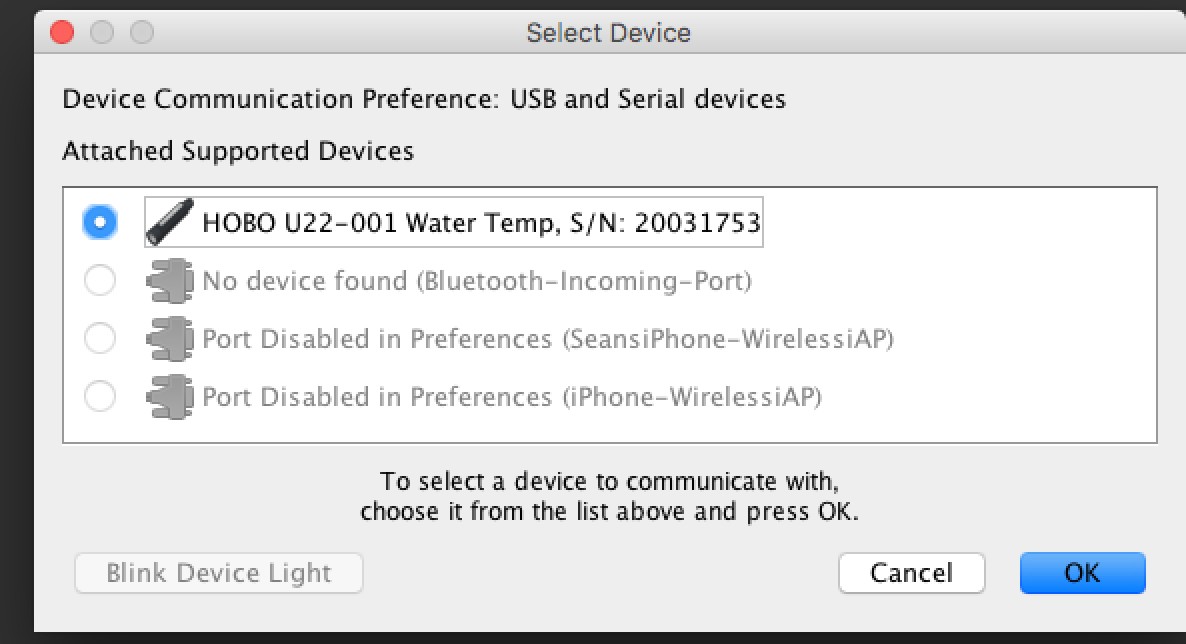 Select Device
Device Communication Preference: USB and Serial devices
Attached Supported Devices
HOBO U22-001 Water Temp, S/N: 20031753
No device found (Bluetooth-Incoming-Port)
Port Disabled in Preferences (SeansiPhone-WirelessiAP)
Port Disabled in Preferences (iPhone-WirelessiAP)
To select a device to communicate with,
choose it from the list above and press OK.
Blink Device Light
Cancel
OK